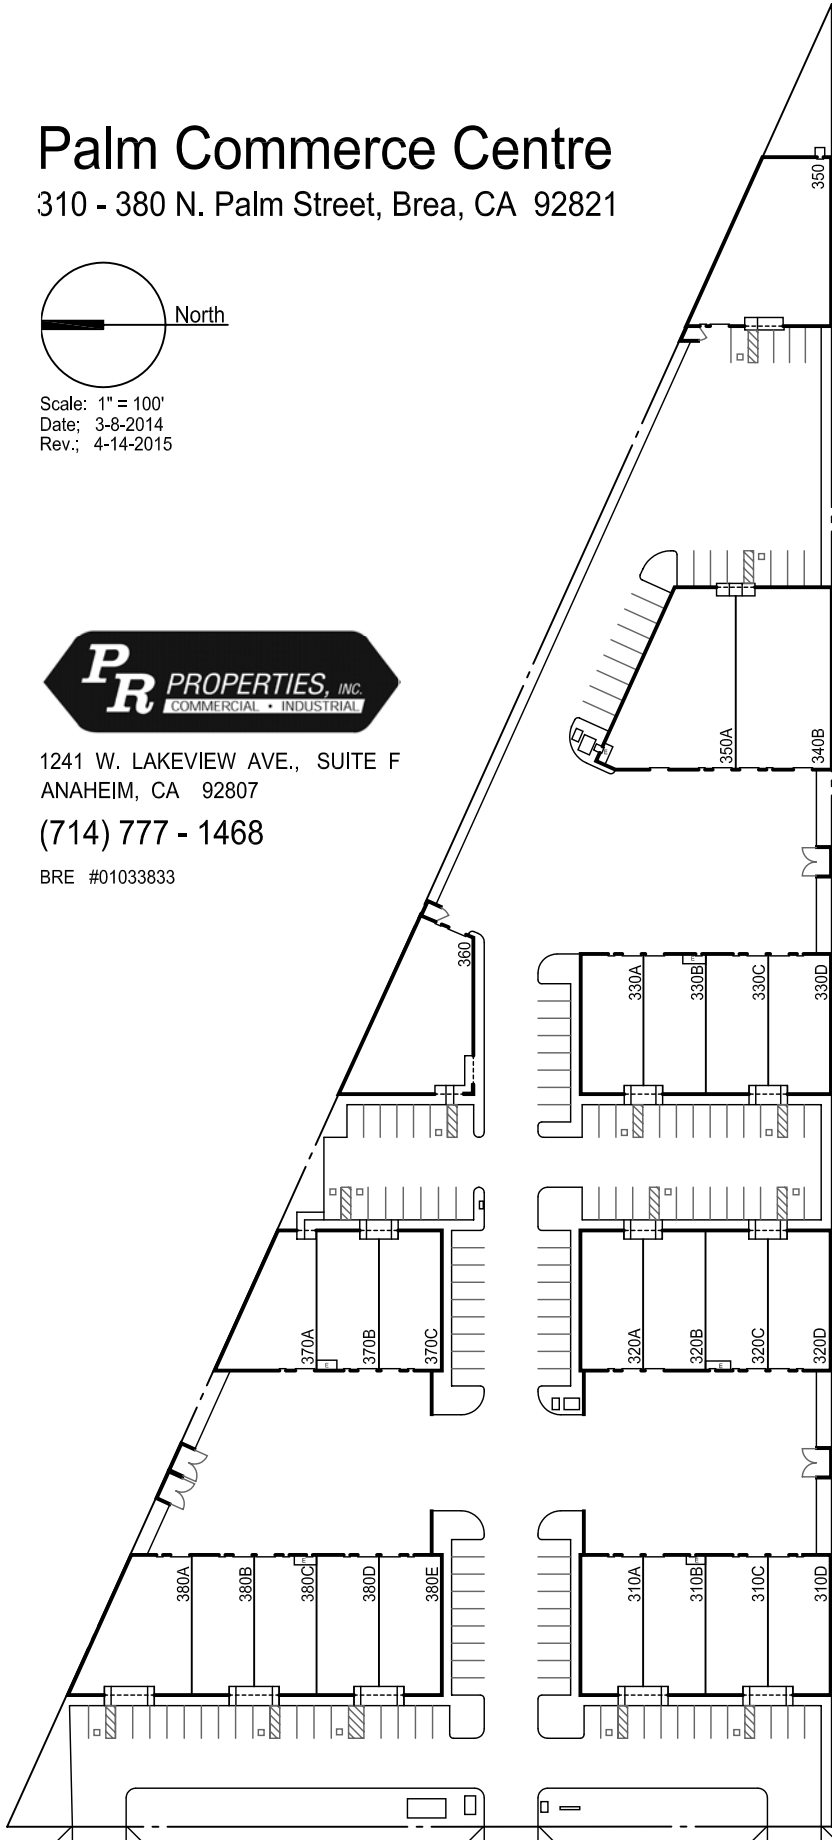 Palm Commerce Centre
310 - 380 N. Palm Street, Brea, CA 92821
North
Scale: 1" = 100'
Date; 3-8-2014
Rev.; 4-14-2015
PR PROPERTIES, INC.
COMMERCIAL • INDUSTRIAL
1241 W. LAKEVIEW AVE., SUITE F
ANAHEIM, CA 92807
(714) 777 - 1468
BRE #01033833
350
350A
340B
E
360
330A
330B
330C
330D
E
370A
370B
370C
E
320A
320B
320C
320D
E
380A
380B
380C
380D
380E
E
310A
310B
310C
310D
E